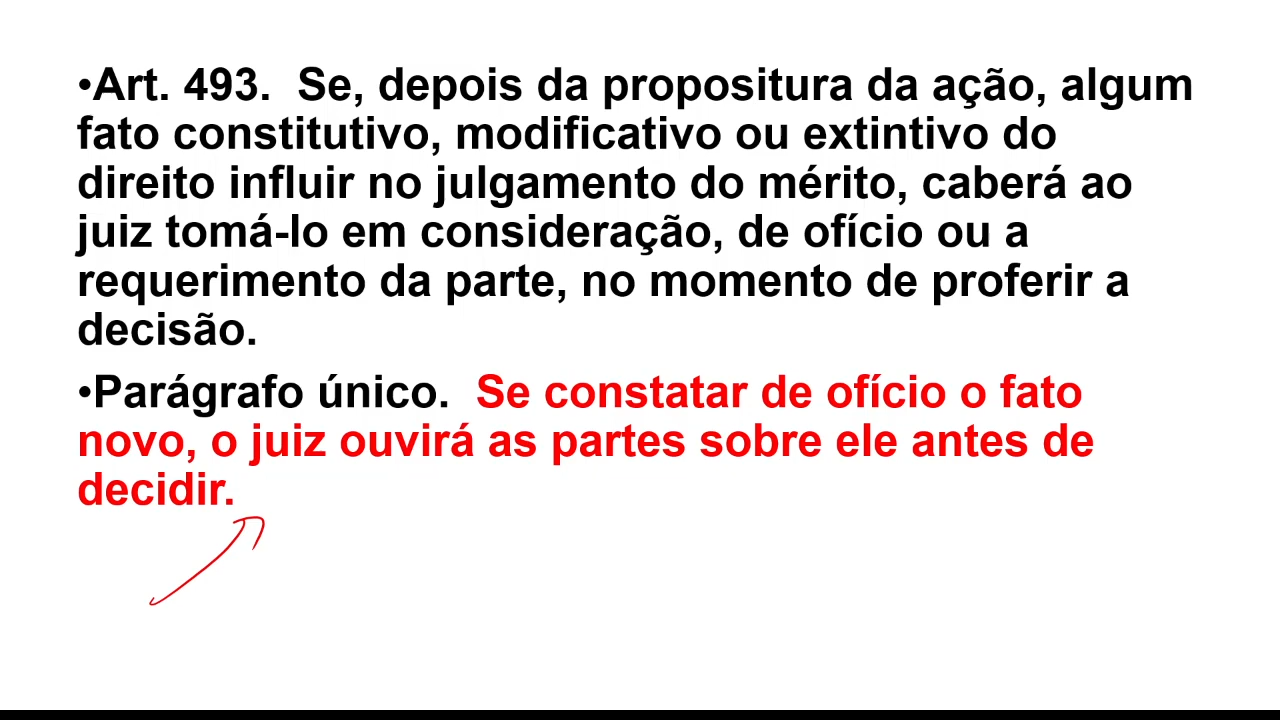 •Art. 493.  Se, depois da propositura da ação, algum
fato constitutivo, modificativo ou extintivo do
direito influir no julgamento do mérito, caberá ao
juiz tomá-lo em consideração, de ofício ou a
requerimento da parte, no momento de proferir a
decisão.
•Parágrafo único.  Se constatar de ofício o fato
novo, o juiz ouvirá as partes sobre ele antes de
decidir.